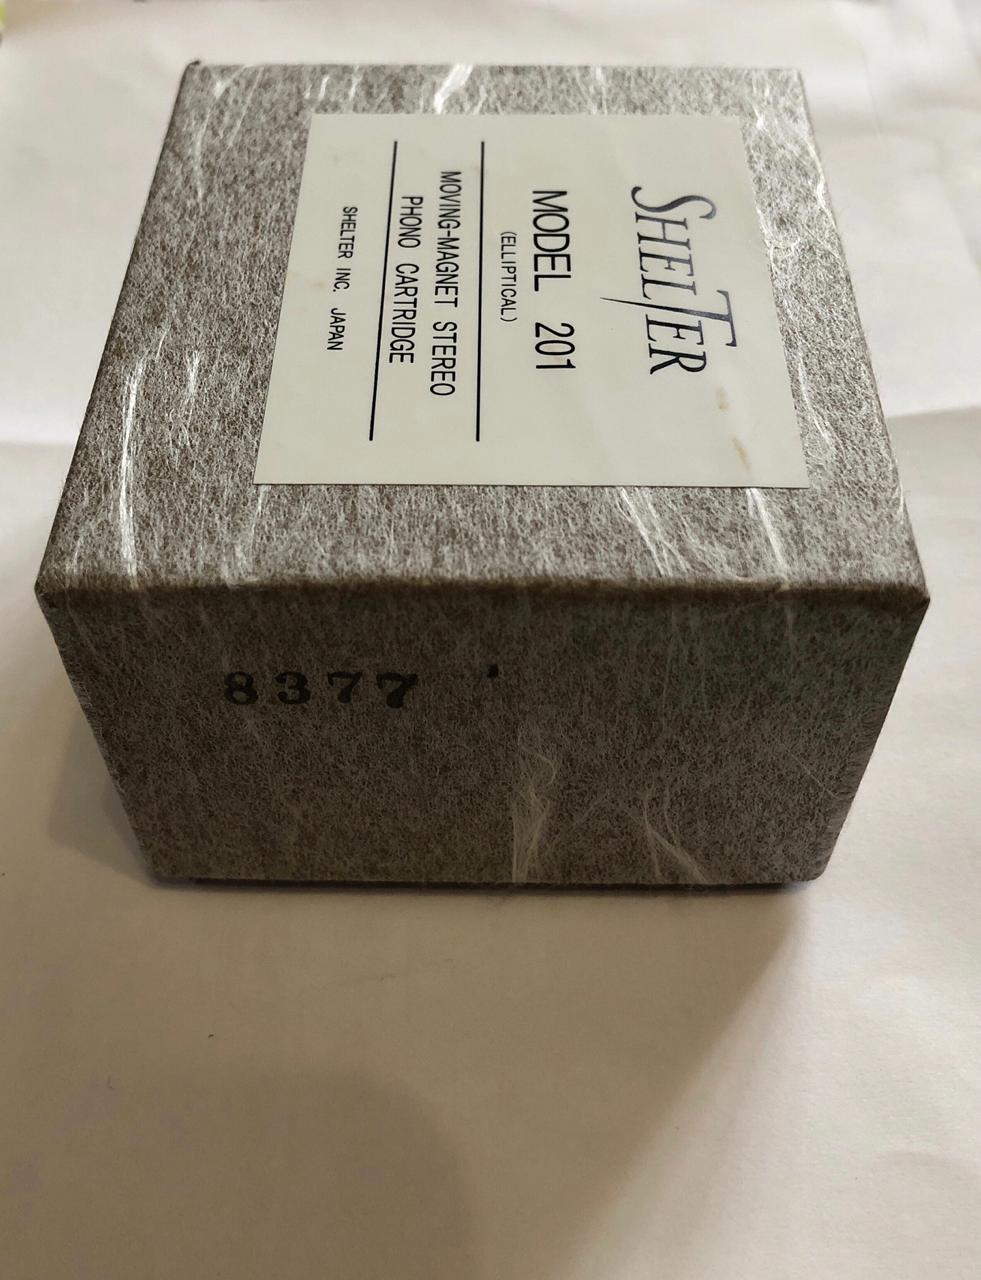 SHELTER
MODEL 201
(ELLIPTICAL)
MOVING-MAGNET STEREO
PHONO CARTRIDGE
SHELTER INC. JAPAN
8377